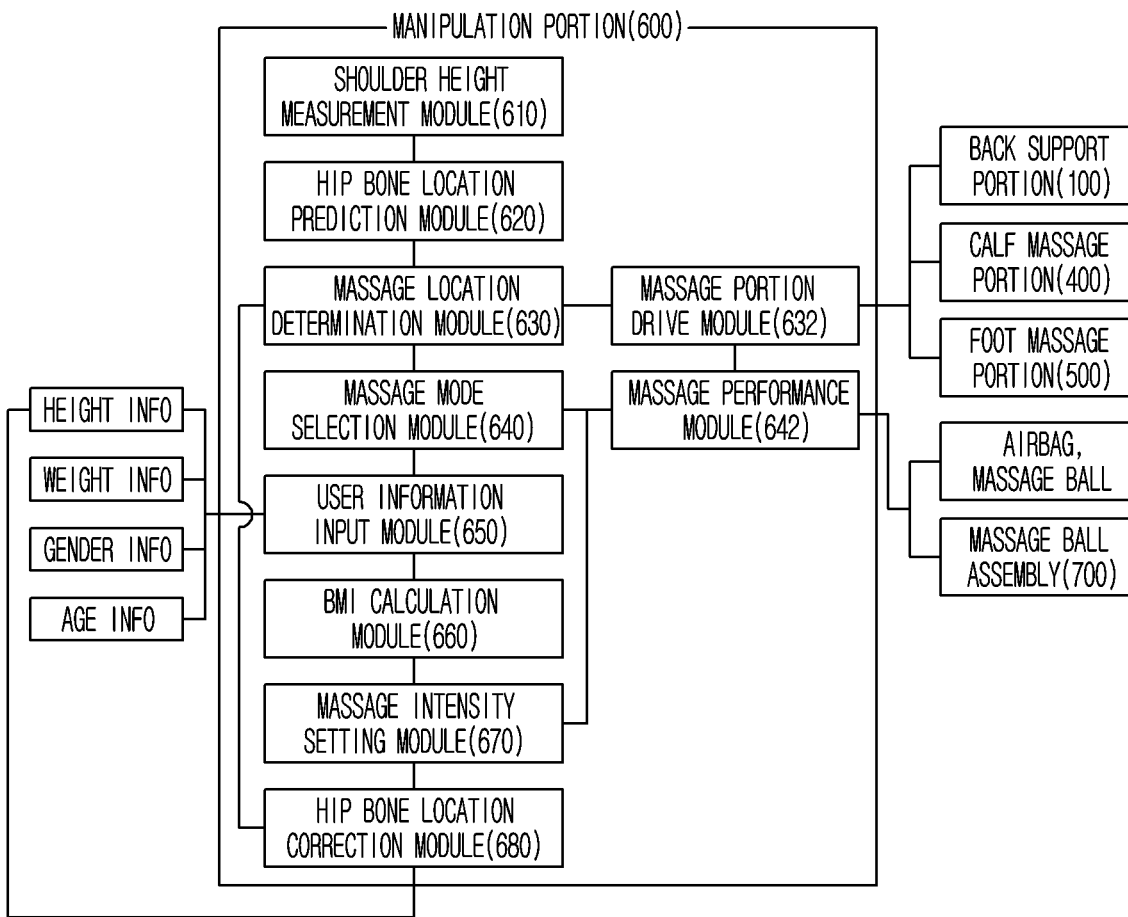 MANIPULATION PORTION(600)
SHOULDER HEIGHT
MEASUREMENT MODULE(610)
HIP BONE LOCATION
PREDICTION MODULE(620)
MASSAGE LOCATION
DETERMINATION MODULE(630)
MASSAGE MODE
SELECTION MODULE(640)
USER INFORMATION
INPUT MODULE(650)
BMI CALCULATION
MODULE(660)
MASSAGE INTENSITY
SETTING MODULE(670)
HIP BONE LOCATION
CORRECTION MODULE(680)
HEIGHT INFO
WEIGHT INFO
GENDER INFO
AGE INFO
MASSAGE PORTION
DRIVE MODULE(632)
MASSAGE PERFORMANCE
MODULE(642)
BACK SUPPORT
PORTION(100)
CALF MASSAGE
PORTION(400)
FOOT MASSAGE
PORTION(500)
AIRBAG,
MASSAGE BALL
MASSAGE BALL
ASSEMBLY(700)